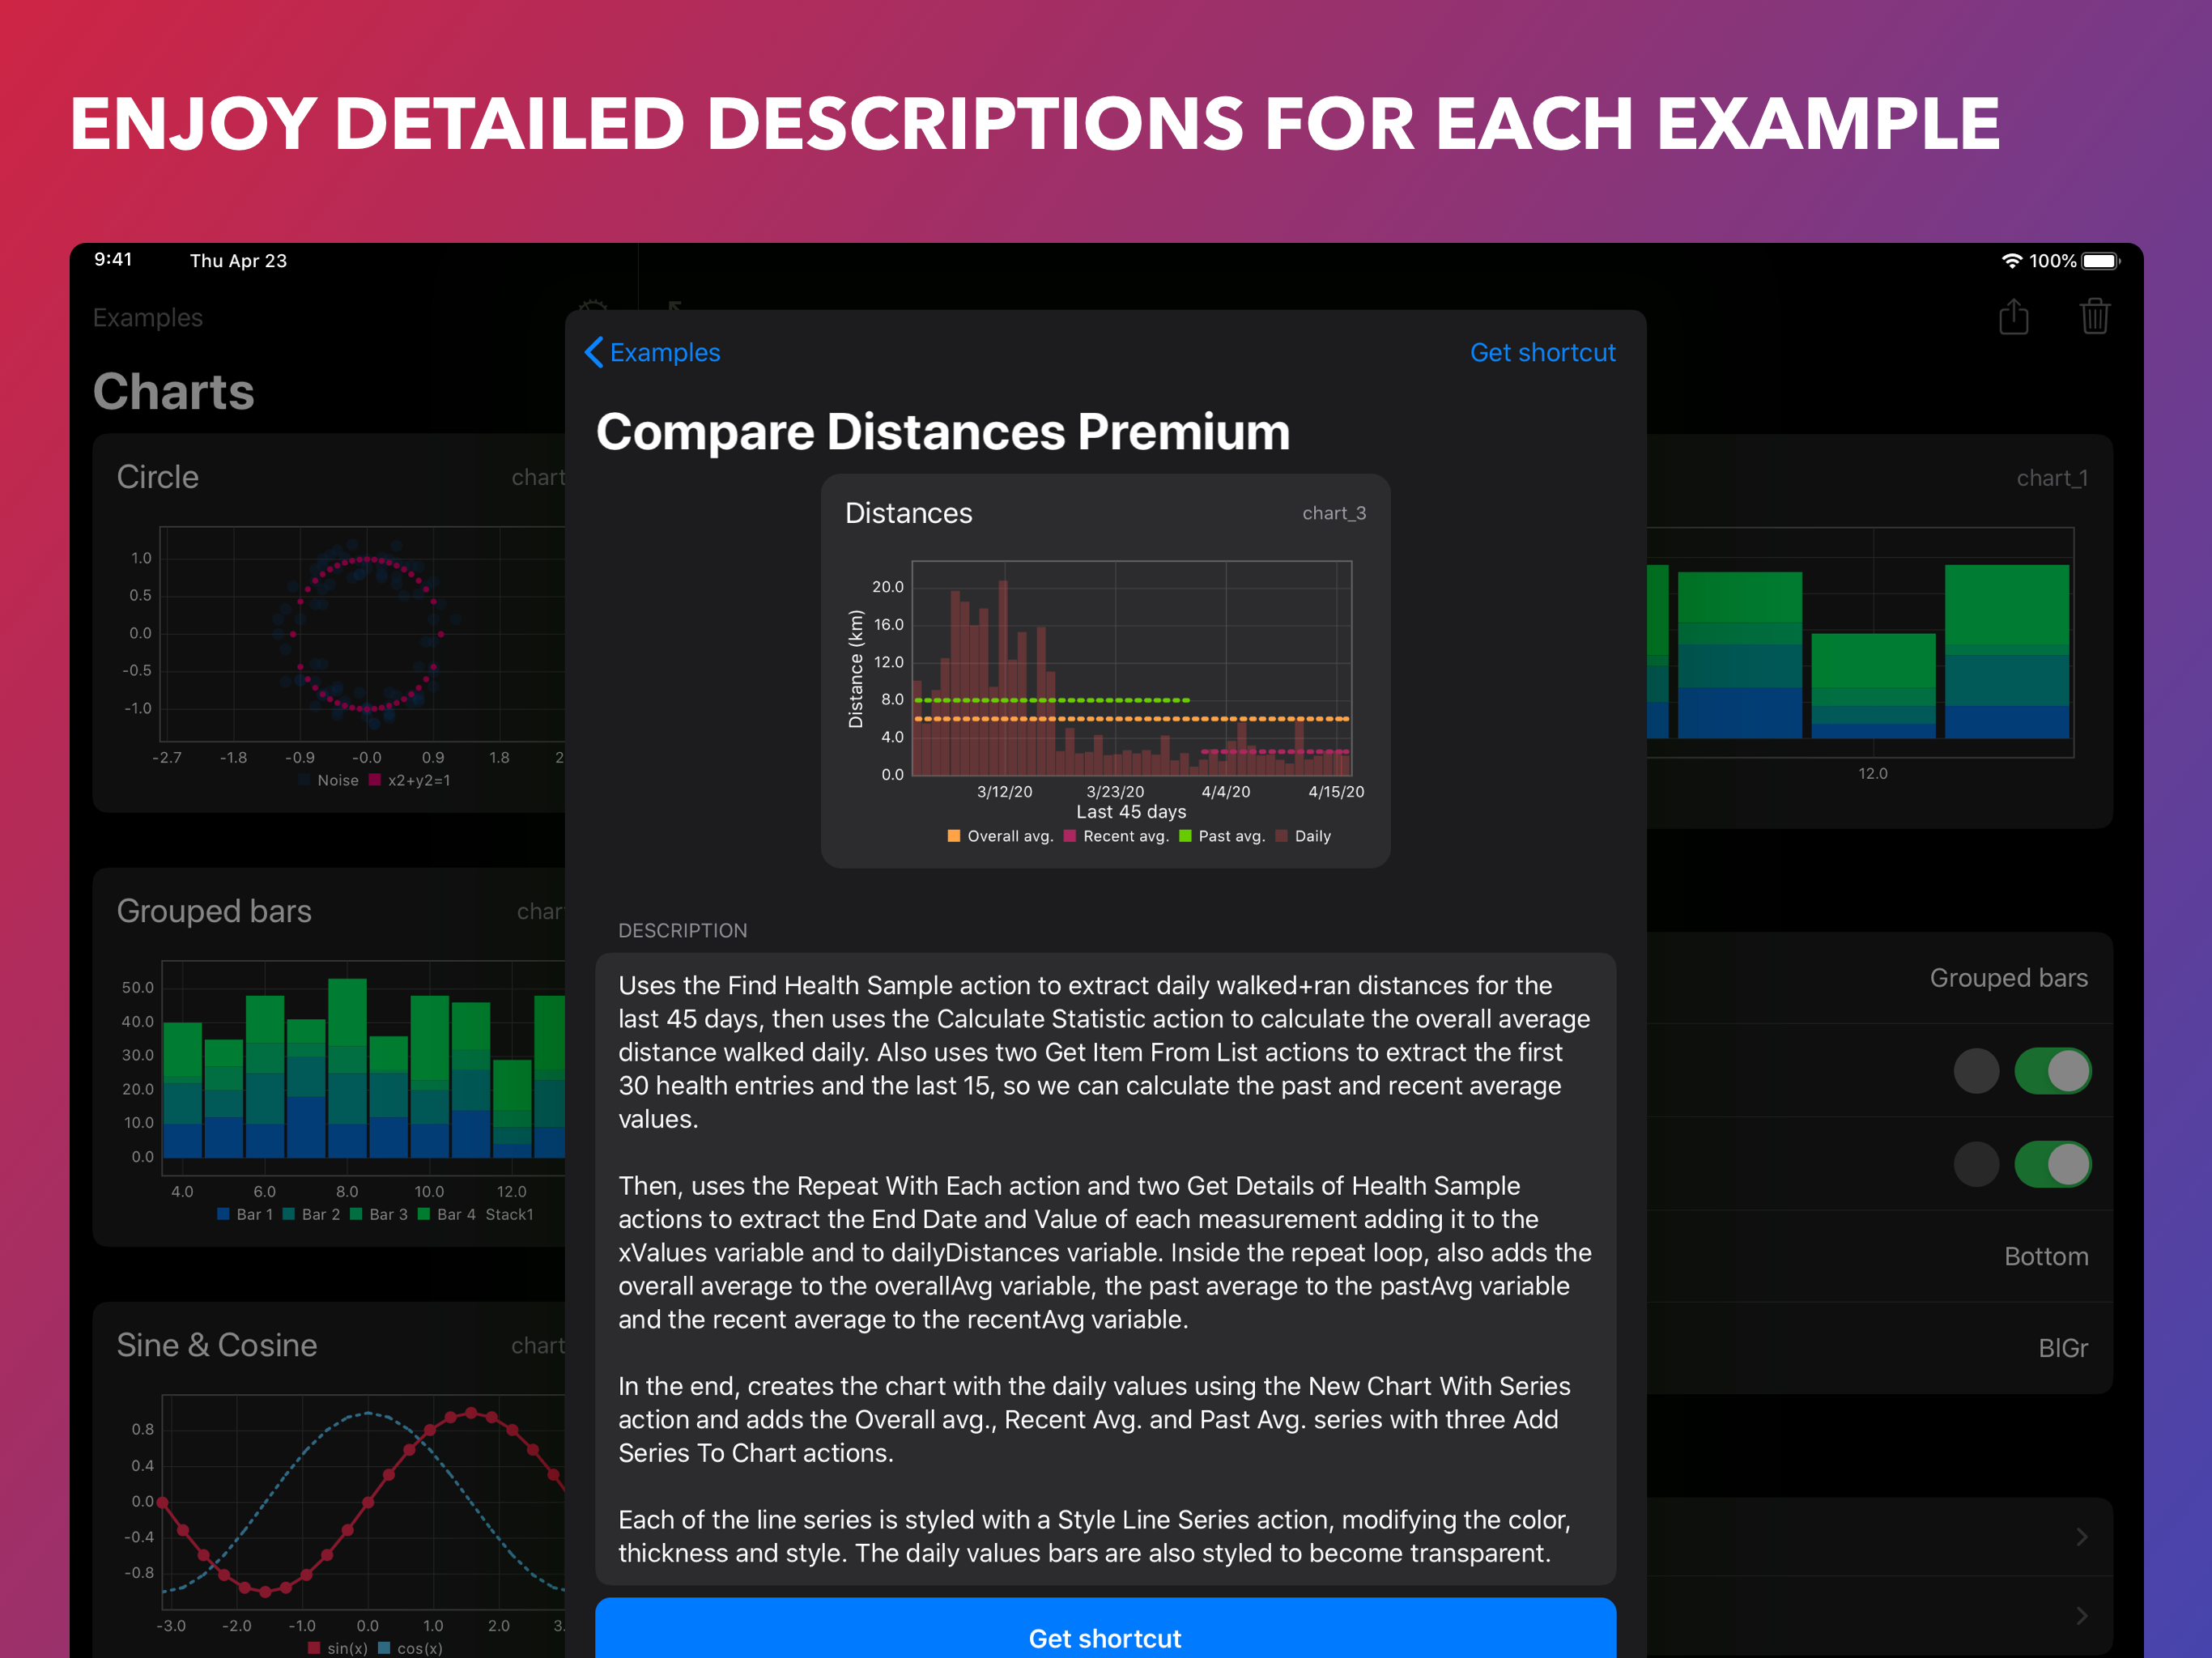 ENJOY DETAILED DESCRIPTIONS FOR EACH EXAMPLE
9:41
Thu Apr 23
100%
Examples
Charts
Circle
chart
1.0
0.5
0.0
-0.5
-1.0
-2.7
-1.8
-0.9
-0.0
0.9
1.8
2
Noise
x2+y2=1
Grouped bars
char
50.0
40.0
30.0
20.0
10.0
0.0
4.0
6.0
8.0
10.0
12.0
Bar 1
Bar 2
Bar 3
Bar 4
Stack1
Sine & Cosine
chart
0.8
0.4
0.0
-0.4
-0.8
-3.0
-2.0
-1.0
0.0
1.0
2.0
3.
sin(x)
cos(x)
Examples
Get shortcut
Compare Distances Premium
Distances
chart_3
Distance (km)
20.0
16.0
12.0
8.0
4.0
0.0
3/12/20
3/23/20
4/4/20
4/15/20
Last 45 days
Overall avg.
Recent avg.
Past avg.
Daily
DESCRIPTION
Uses the Find Health Sample action to extract daily walked+ran distances for the
last 45 days, then uses the Calculate Statistic action to calculate the overall average
distance walked daily. Also uses two Get Item From List actions to extract the first
30 health entries and the last 15, so we can calculate the past and recent average
values.
Then, uses the Repeat With Each action and two Get Details of Health Sample
actions to extract the End Date and Value of each measurement adding it to the
xValues variable and to dailyDistances variable. Inside the repeat loop, also adds the
overall average to the overallAvg variable, the past average to the pastAvg variable
and the recent average to the recentAvg variable.
In the end, creates the chart with the daily values using the New Chart With Series
action and adds the Overall avg., Recent Avg. and Past Avg. series with three Add
Series To Chart actions.
Each of the line series is styled with a Style Line Series action, modifying the color,
thickness and style. The daily values bars are also styled to become transparent.
Get shortcut
chart_1
12.0
Grouped bars
Bottom
BlGr